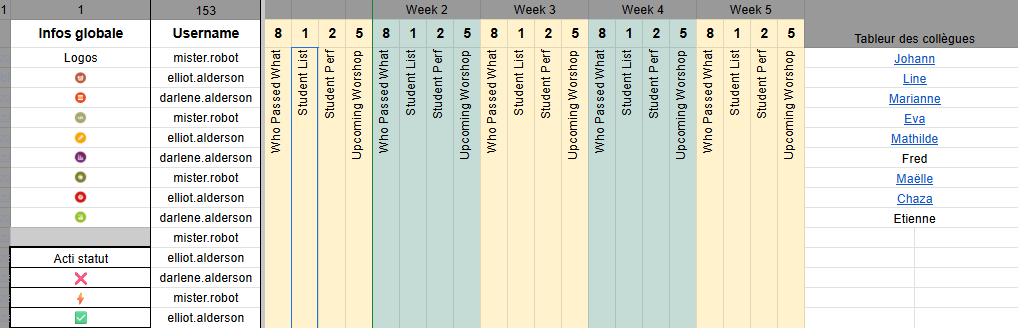 1 1 153 Week 2 Week 3 Week 4 Week 5
Infos globale Username 8 1 2 5 8 1 2 5 8 1 2 5 8 1 2 5 8 1 2 5 Tableur des collègues
Who Passed What Student List Student Perf Upcoming Worshop Who Passed What Student List Student Perf Upcoming Worshop Who Passed What Student List Student Perf Upcoming Worshop Who Passed What Student List Student Perf Upcoming Worshop Who Passed What Student List Student Perf Upcoming Worshop
Logos mister.robot Johann
elliot.alderson Line
darlene.alderson Marianne
mister.robot Eva
elliot.alderson Mathilde
darlene.alderson Fred
mister.robot Maëlle
elliot.alderson Chaza
darlene.alderson Etienne
mister.robot
Acti statut elliot.alderson
darlene.alderson
mister.robot
elliot.alderson